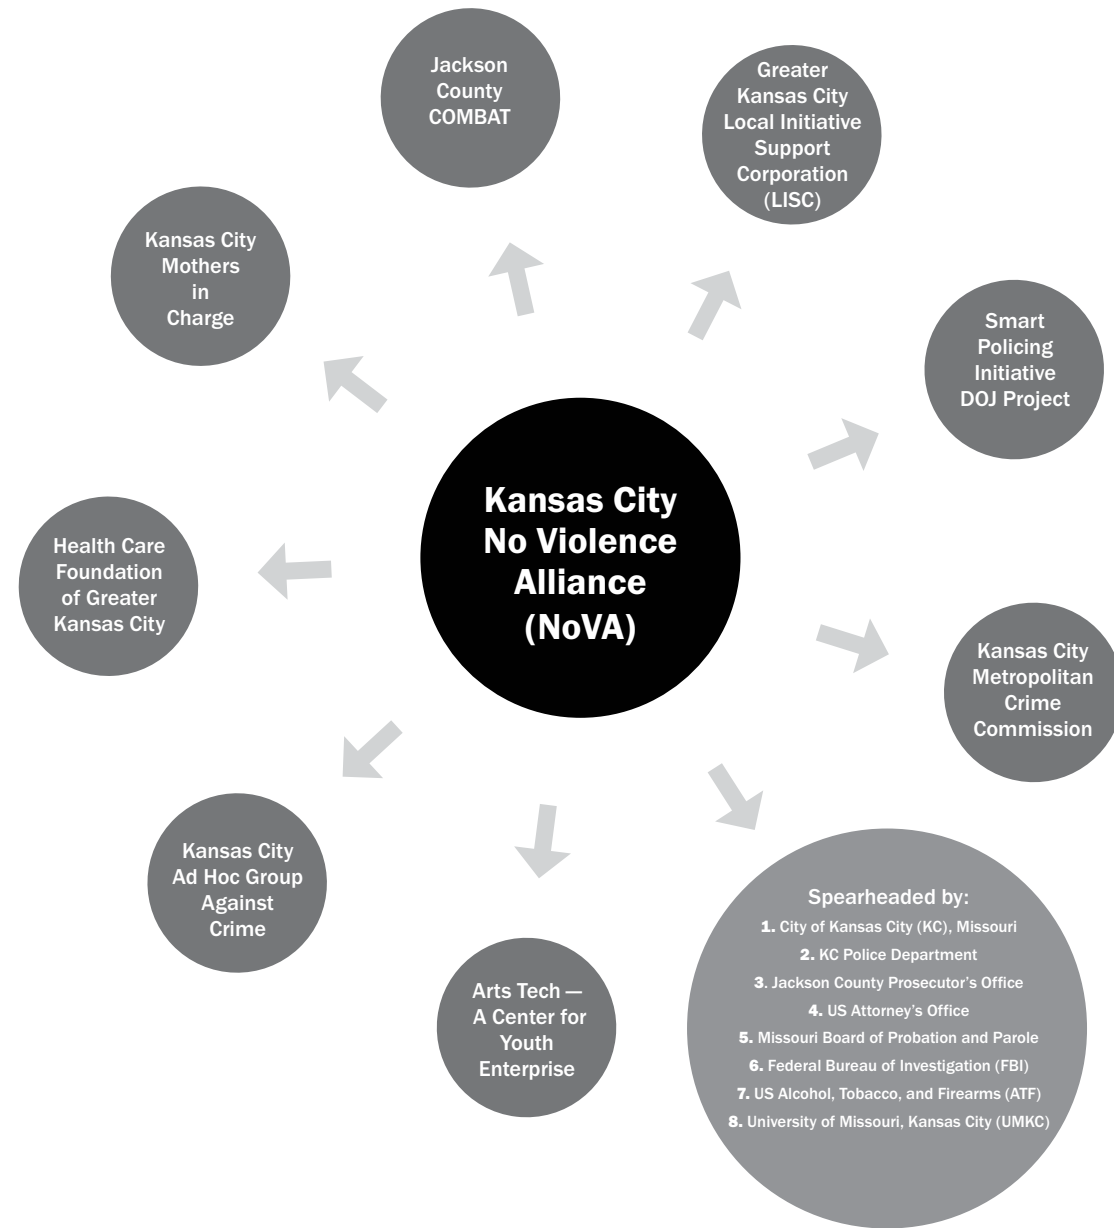 Jackson
County
COMBAT
Greater
Kansas City
Local Initiative
Support
Corporation
(LISC)
Kansas City
Mothers
in
Charge
Smart
Policing
Initiative
DOJ Project
Kansas City
No Violence
Alliance
(NoVA)
Health Care
Foundation
of Greater
Kansas City
Kansas City
Metropolitan
Crime
Commission
Kansas City
Ad Hoc Group
Against
Crime
Arts Tech —
A Center for
Youth
Enterprise
Spearheaded by:
1. City of Kansas City (KC), Missouri
2. KC Police Department
3. Jackson County Prosecutor’s Office
4. US Attorney’s Office
5. Missouri Board of Probation and Parole
6. Federal Bureau of Investigation (FBI)
7. US Alcohol, Tobacco, and Firearms (ATF)
8. University of Missouri, Kansas City (UMKC)